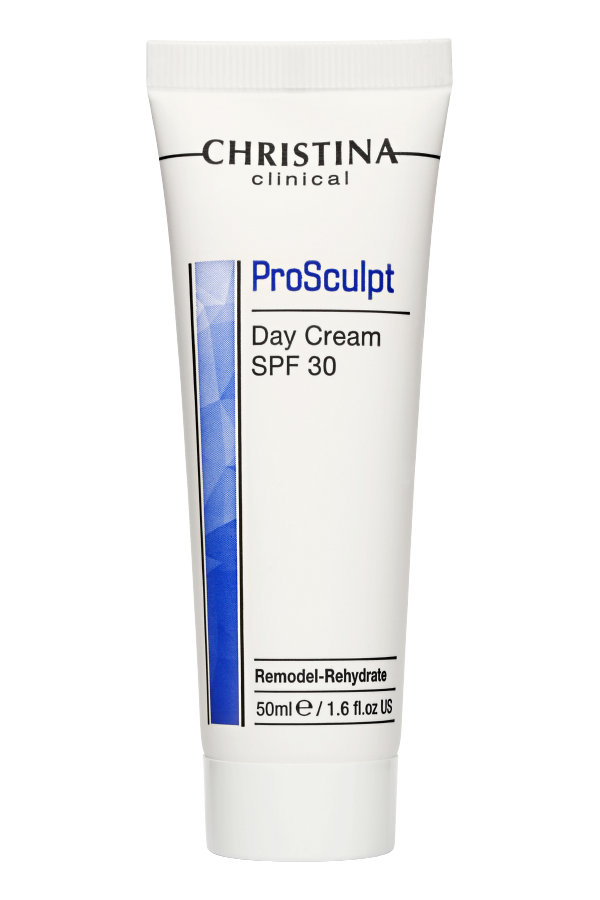 CHRISTINA
clinical
ProSculpt
Day Cream
SPF 30
Remodel-Rehydrate
50ml ℮ / 1.6 fl.oz US